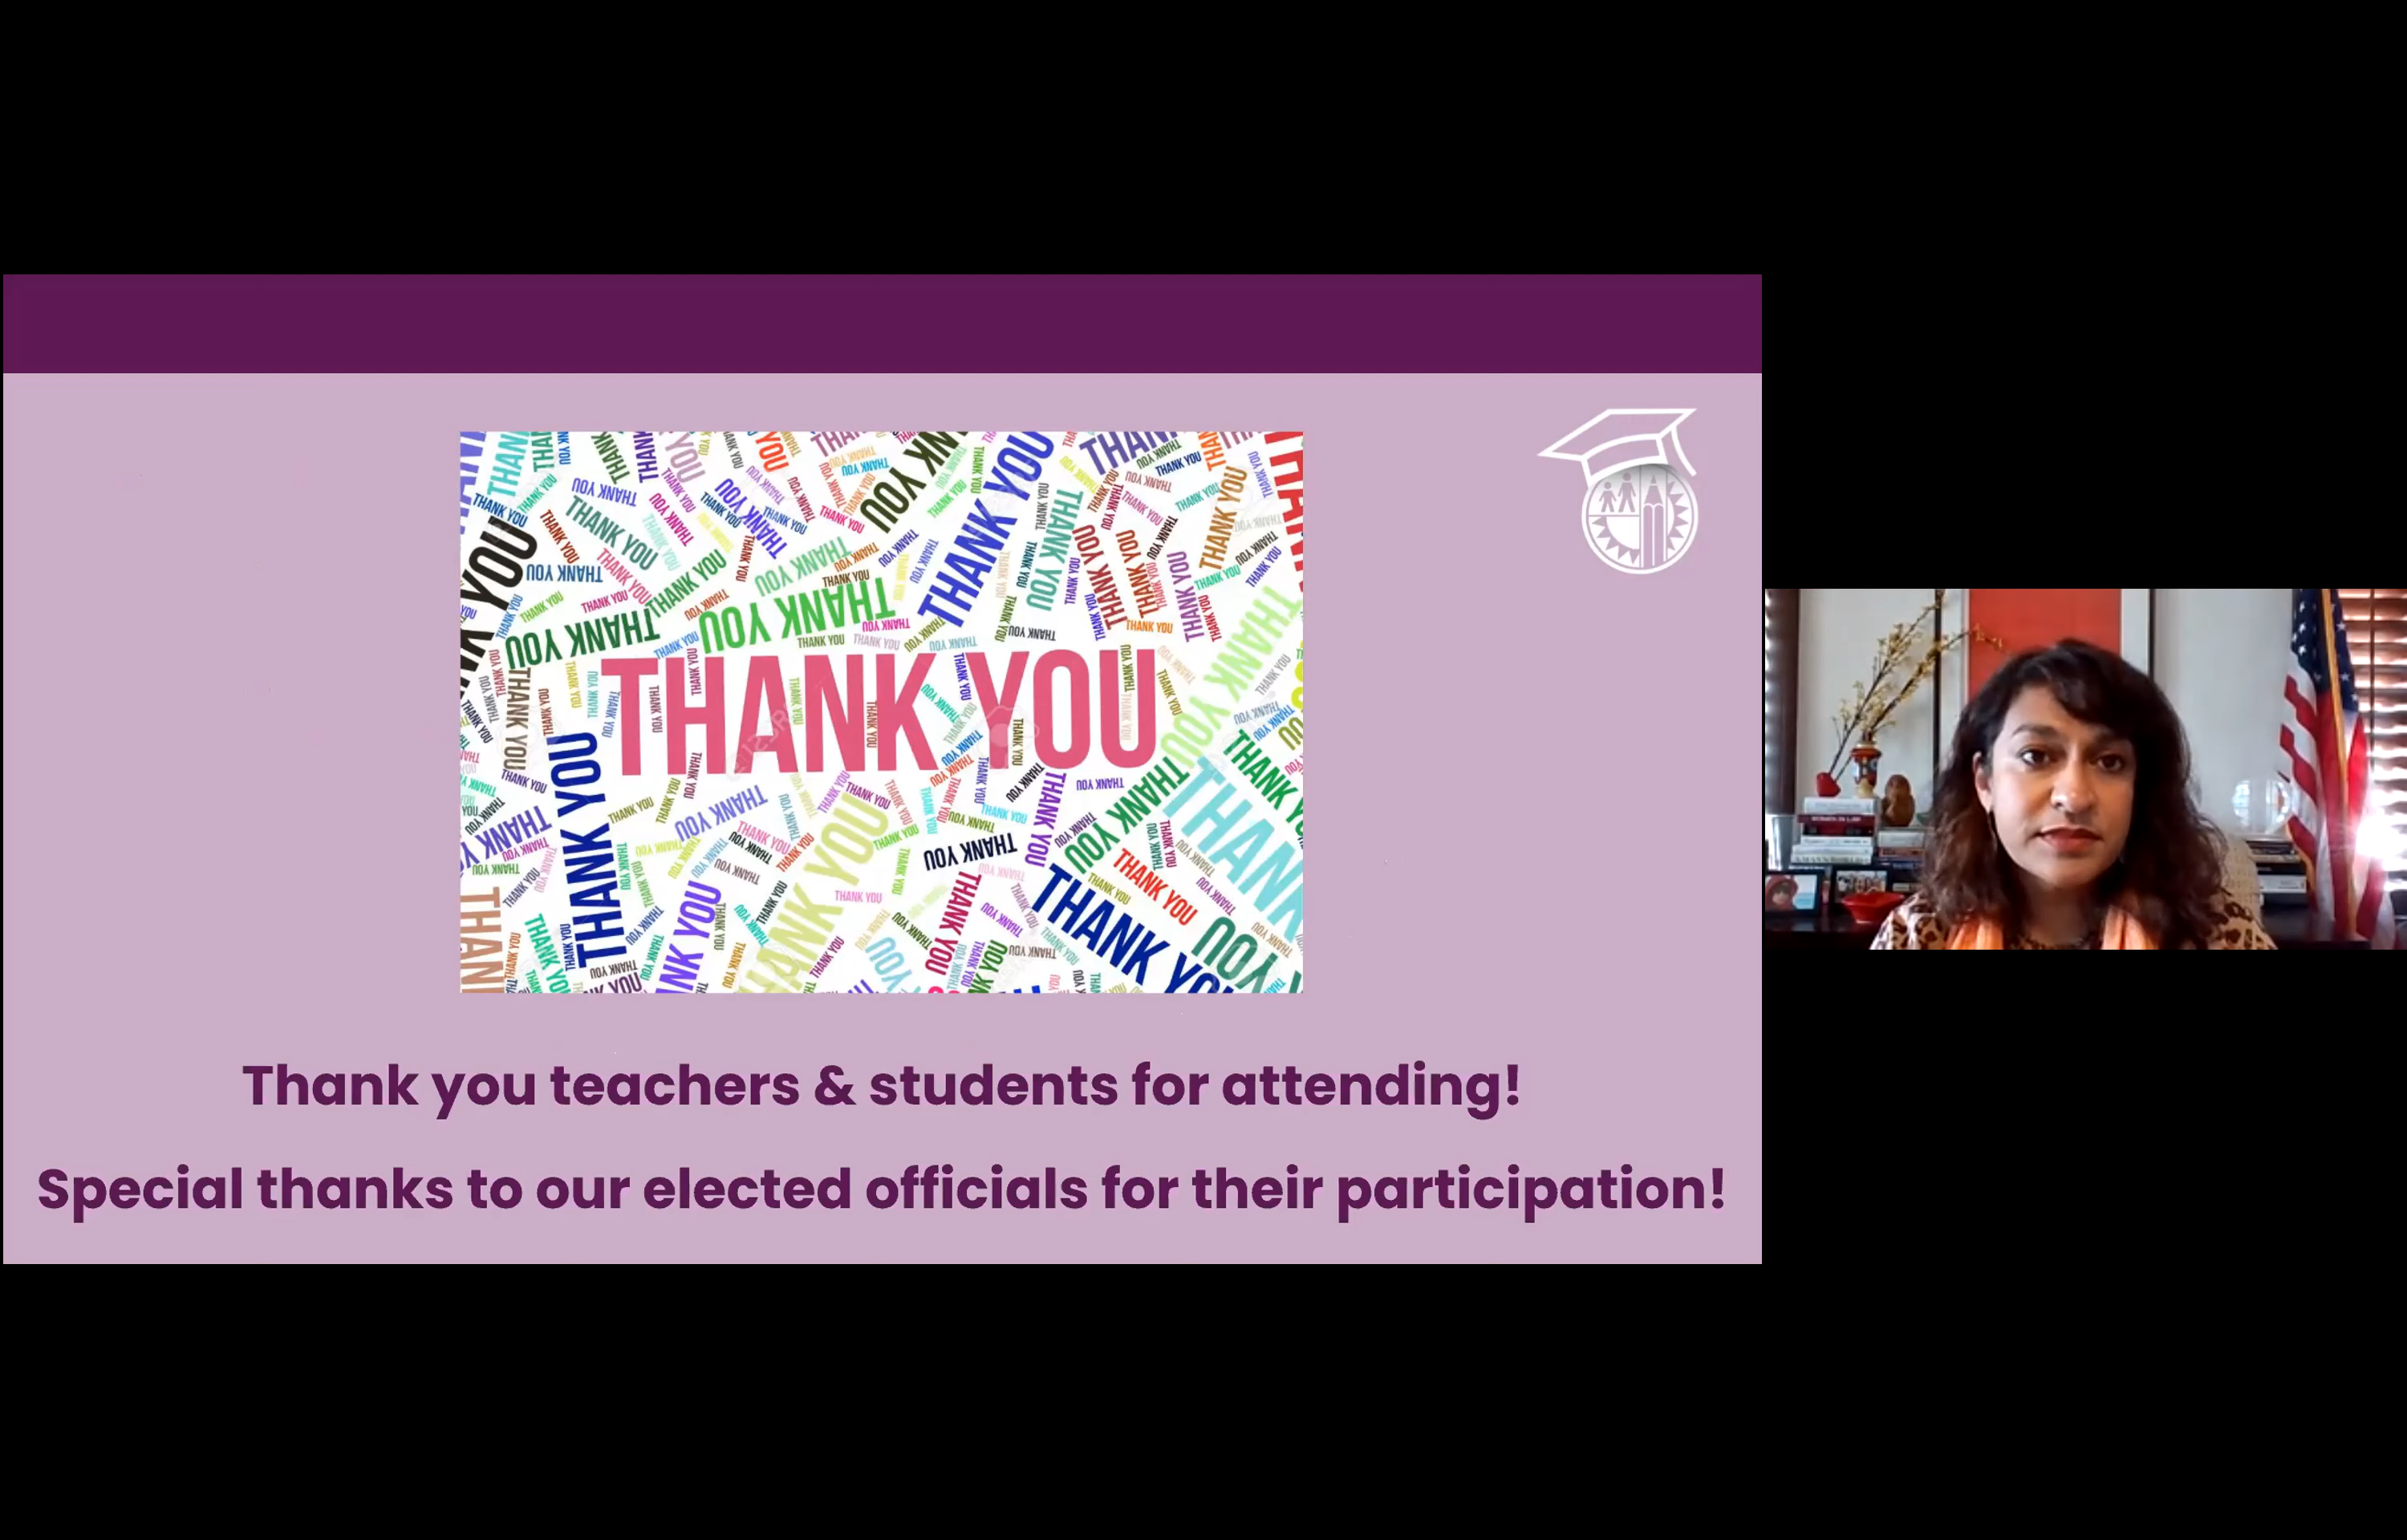 THANK YOU
Thank you teachers & students for attending!
Special thanks to our elected officials for their participation!